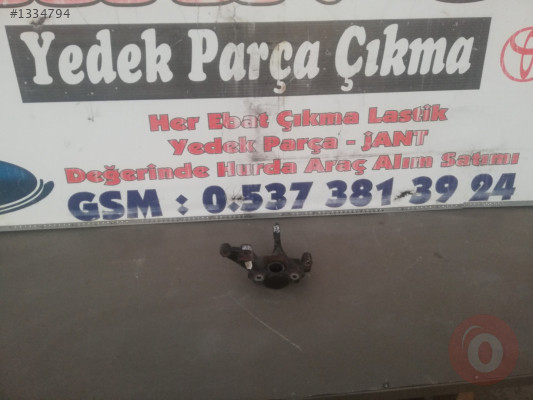 #1334794
Yedek Parça Çıkma
Her Ebat Çıkma Lastik
Yedek Parça - JANT
Değerinde Hurda Araç Alım Satımı
GSM : 0.537 381 39 24